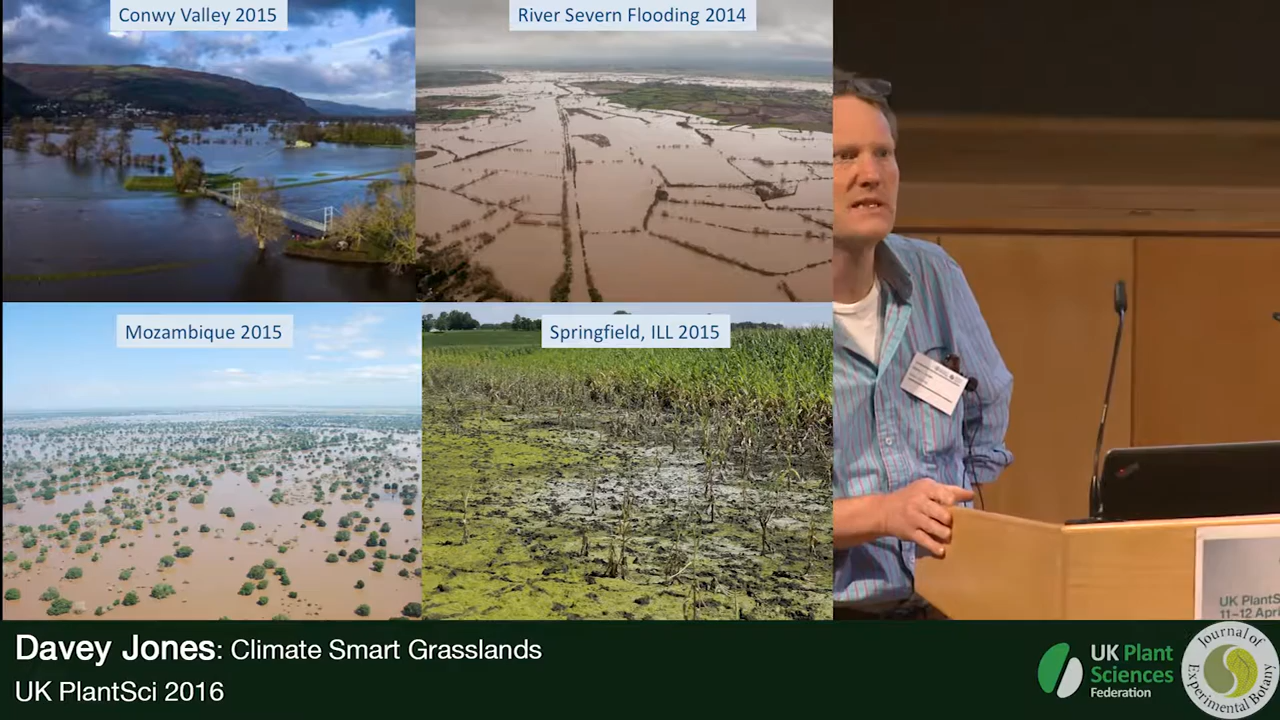 Conwy Valley 2015
River Severn Flooding 2014
Mozambique 2015
Springfield, ILL 2015
UK PlantS
11–12 Apri
Davey Jones: Climate Smart Grasslands
UK PlantSci 2016
UK Plant
Sciences
Federation
Journal of
Experimental Botany